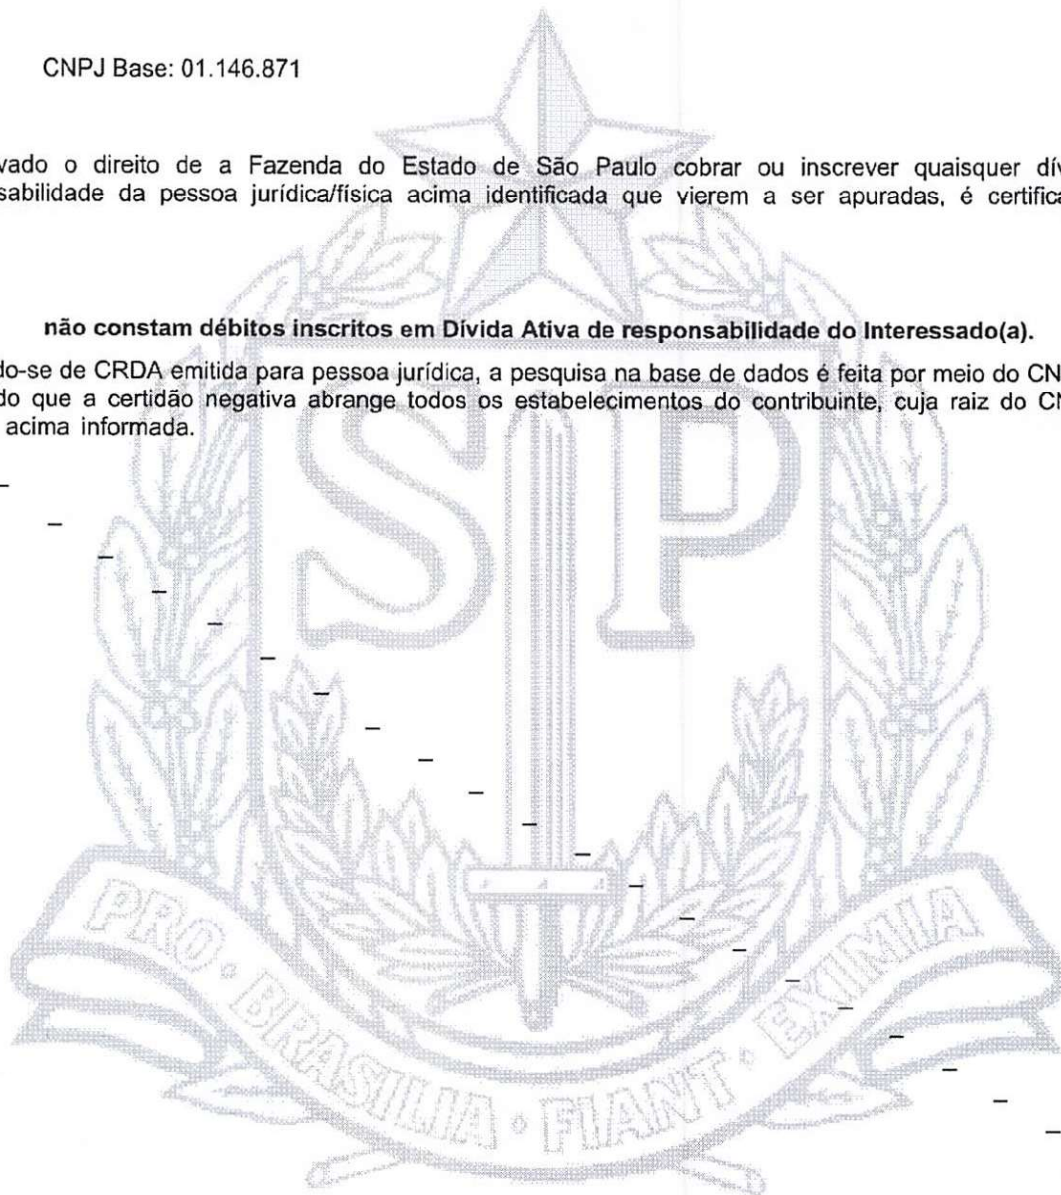 CNPJ Base: 01.146.871
vado o direito de a Fazenda do Estado de São Paulo cobrar ou inscrever quaisquer dív
sabilidade da pessoa jurídica/física acima identificada que vierem a ser apuradas, é certifica
não constam débitos inscritos em Dívida Ativa de responsabilidade do Interessado(a).
do-se de CRDA emitida para pessoa jurídica, a pesquisa na base de dados é feita por meio do CN
do que a certidão negativa abrange todos os estabelecimentos do contribuinte, cuja raiz do CN
acima informada.
SP
PRO • BRASILIA • FIANT • EXIMIA